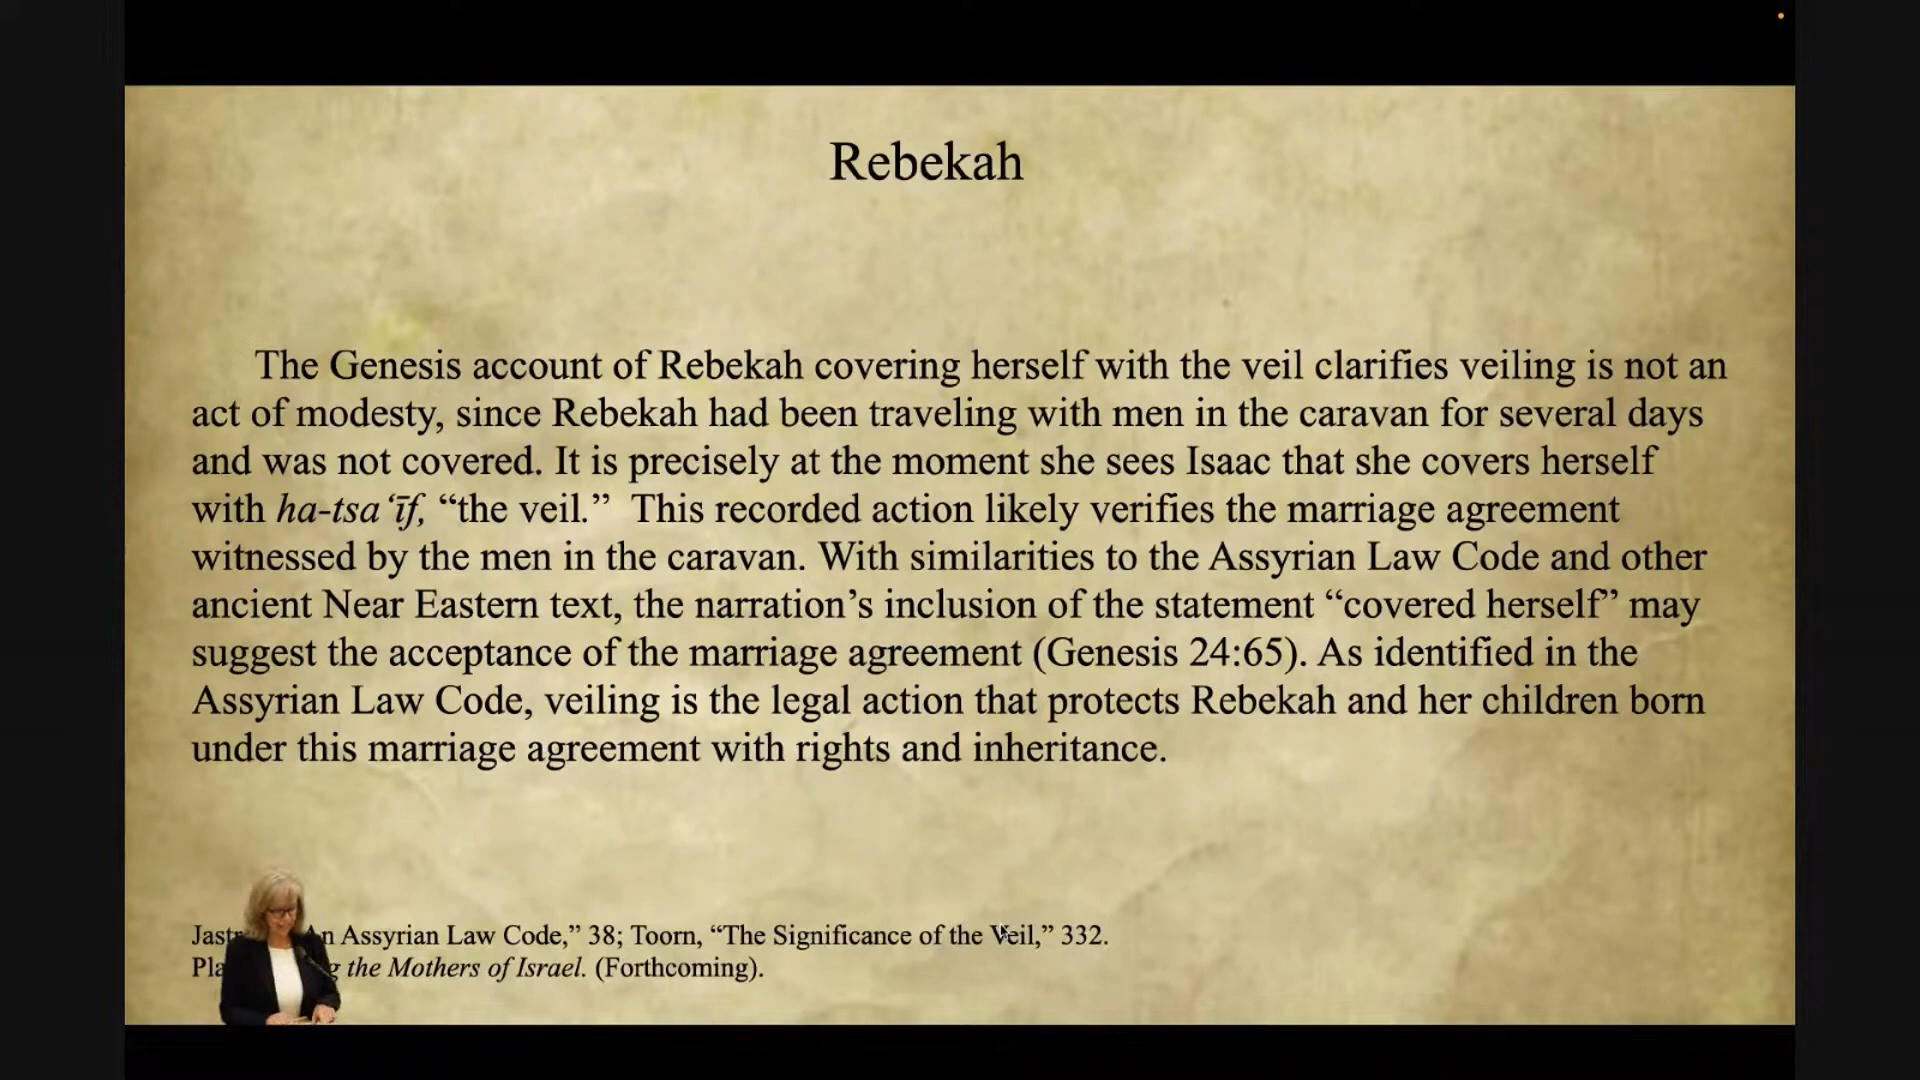 Rebekah
The Genesis account of Rebekah covering herself with the veil clarifies veiling is not an
act of modesty, since Rebekah had been traveling with men in the caravan for several days
and was not covered. It is precisely at the moment she sees Isaac that she covers herself
with ha-tsa‘īf, “the veil.” This recorded action likely verifies the marriage agreement
witnessed by the men in the caravan. With similarities to the Assyrian Law Code and other
ancient Near Eastern text, the narration’s inclusion of the statement “covered herself” may
suggest the acceptance of the marriage agreement (Genesis 24:65). As identified in the
Assyrian Law Code, veiling is the legal action that protects Rebekah and her children born
under this marriage agreement with rights and inheritance.
Assyrian Law Code,” 38; Toorn, “The Significance of the Veil,” 332.
the Mothers of Israel. (Forthcoming).